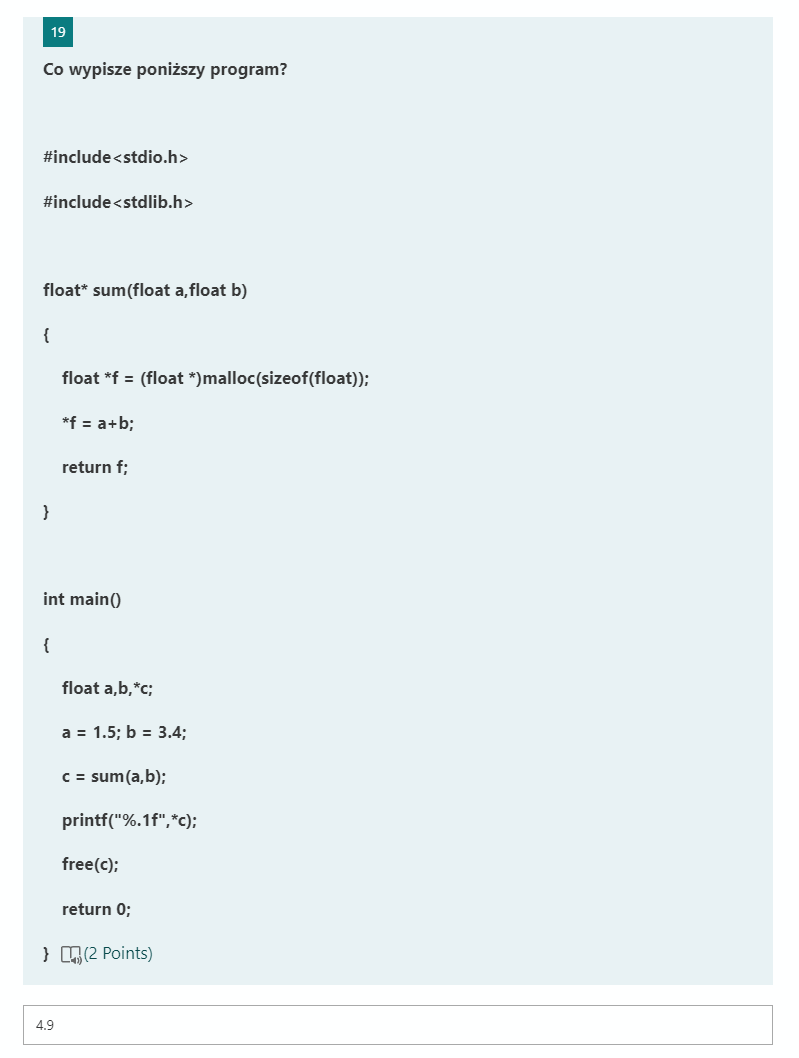 19
Co wypisze poniższy program?
#include<stdio.h>
#include<stdlib.h>
float* sum(float a,float b)
{
float *f = (float *)malloc(sizeof(float));
*f = a+b;
return f;
}
int main()
{
float a,b,*c;
a = 1.5; b = 3.4;
c = sum(a,b);
printf("%.1f",*c);
free(c);
return 0;
} (2 Points)
4.9